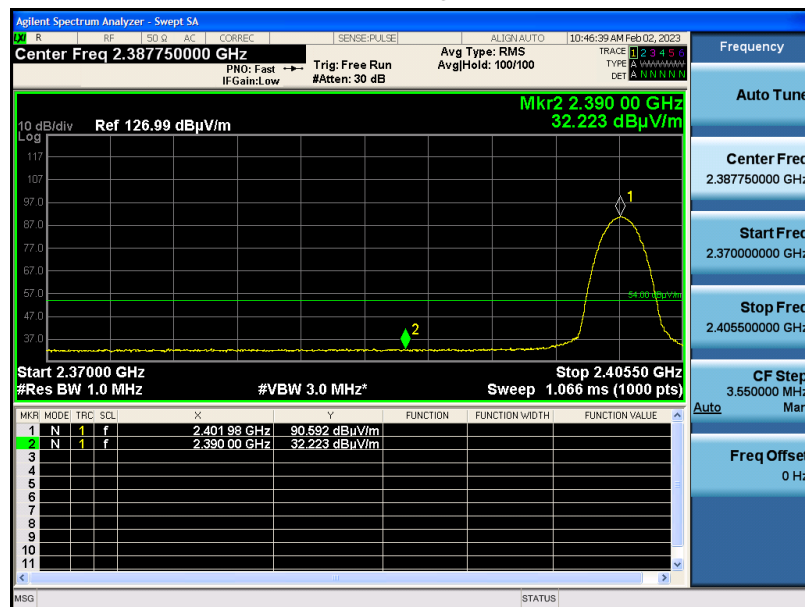 Agilent Spectrum Analyzer - Swept SA
LXI R RF 50 Ω AC CORREC SENSE:PULSE ALIGN AUTO 10:46:39 AM Feb 02, 2023
Center Freq 2.387750000 GHz
PNO: Fast
IFGain:Low
Trig: Free Run
#Atten: 30 dB
Avg Type: RMS
Avg|Hold: 100/100
TRACE 1 2 3 4 5 6
TYPE A
DET A N N N N N
Mkr2 2.390 00 GHz
32.223 dBµV/m
10 dB/div Ref 126.99 dBµV/m
Log
117
107
97.0
87.0
77.0
67.0
57.0
47.0
37.0
1
2
54.00 dBµV/m
Start 2.37000 GHz Stop 2.40550 GHz
#Res BW 1.0 MHz #VBW 3.0 MHz* Sweep 1.066 ms (1000 pts)
MKR MODE TRC SCL X Y FUNCTION FUNCTION WIDTH FUNCTION VALUE
1 N 1 f 2.401 98 GHz 90.592 dBµV/m
2 N 1 f 2.390 00 GHz 32.223 dBµV/m
3
4
5
6
7
8
9
10
11
MSG STATUS
Frequency
Auto Tune
Center Freq
2.387750000 GHz
Start Freq
2.370000000 GHz
Stop Freq
2.405500000 GHz
CF Step
3.550000 MHz
Auto Man
Freq Offset
0 Hz